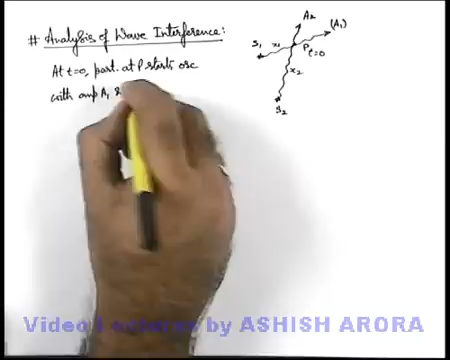 # Analysis of Wave Interference:
At t=0, part. at P starts osc
with amp A₁ &
A₂
(A₁)
S₁
x₁
P
t=0
x₂
S₂
Video Lectures by ASHISH ARORA